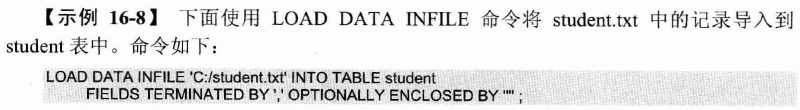 【示例 16-8】 下面使用 LOAD DATA INFILE 命令将 student.txt 中的记录导入到
student 表中。命令如下：
LOAD DATA INFILE 'C:/student.txt' INTO TABLE student
FIELDS TERMINATED BY ',' OPTIONALLY ENCLOSED BY '"' ;